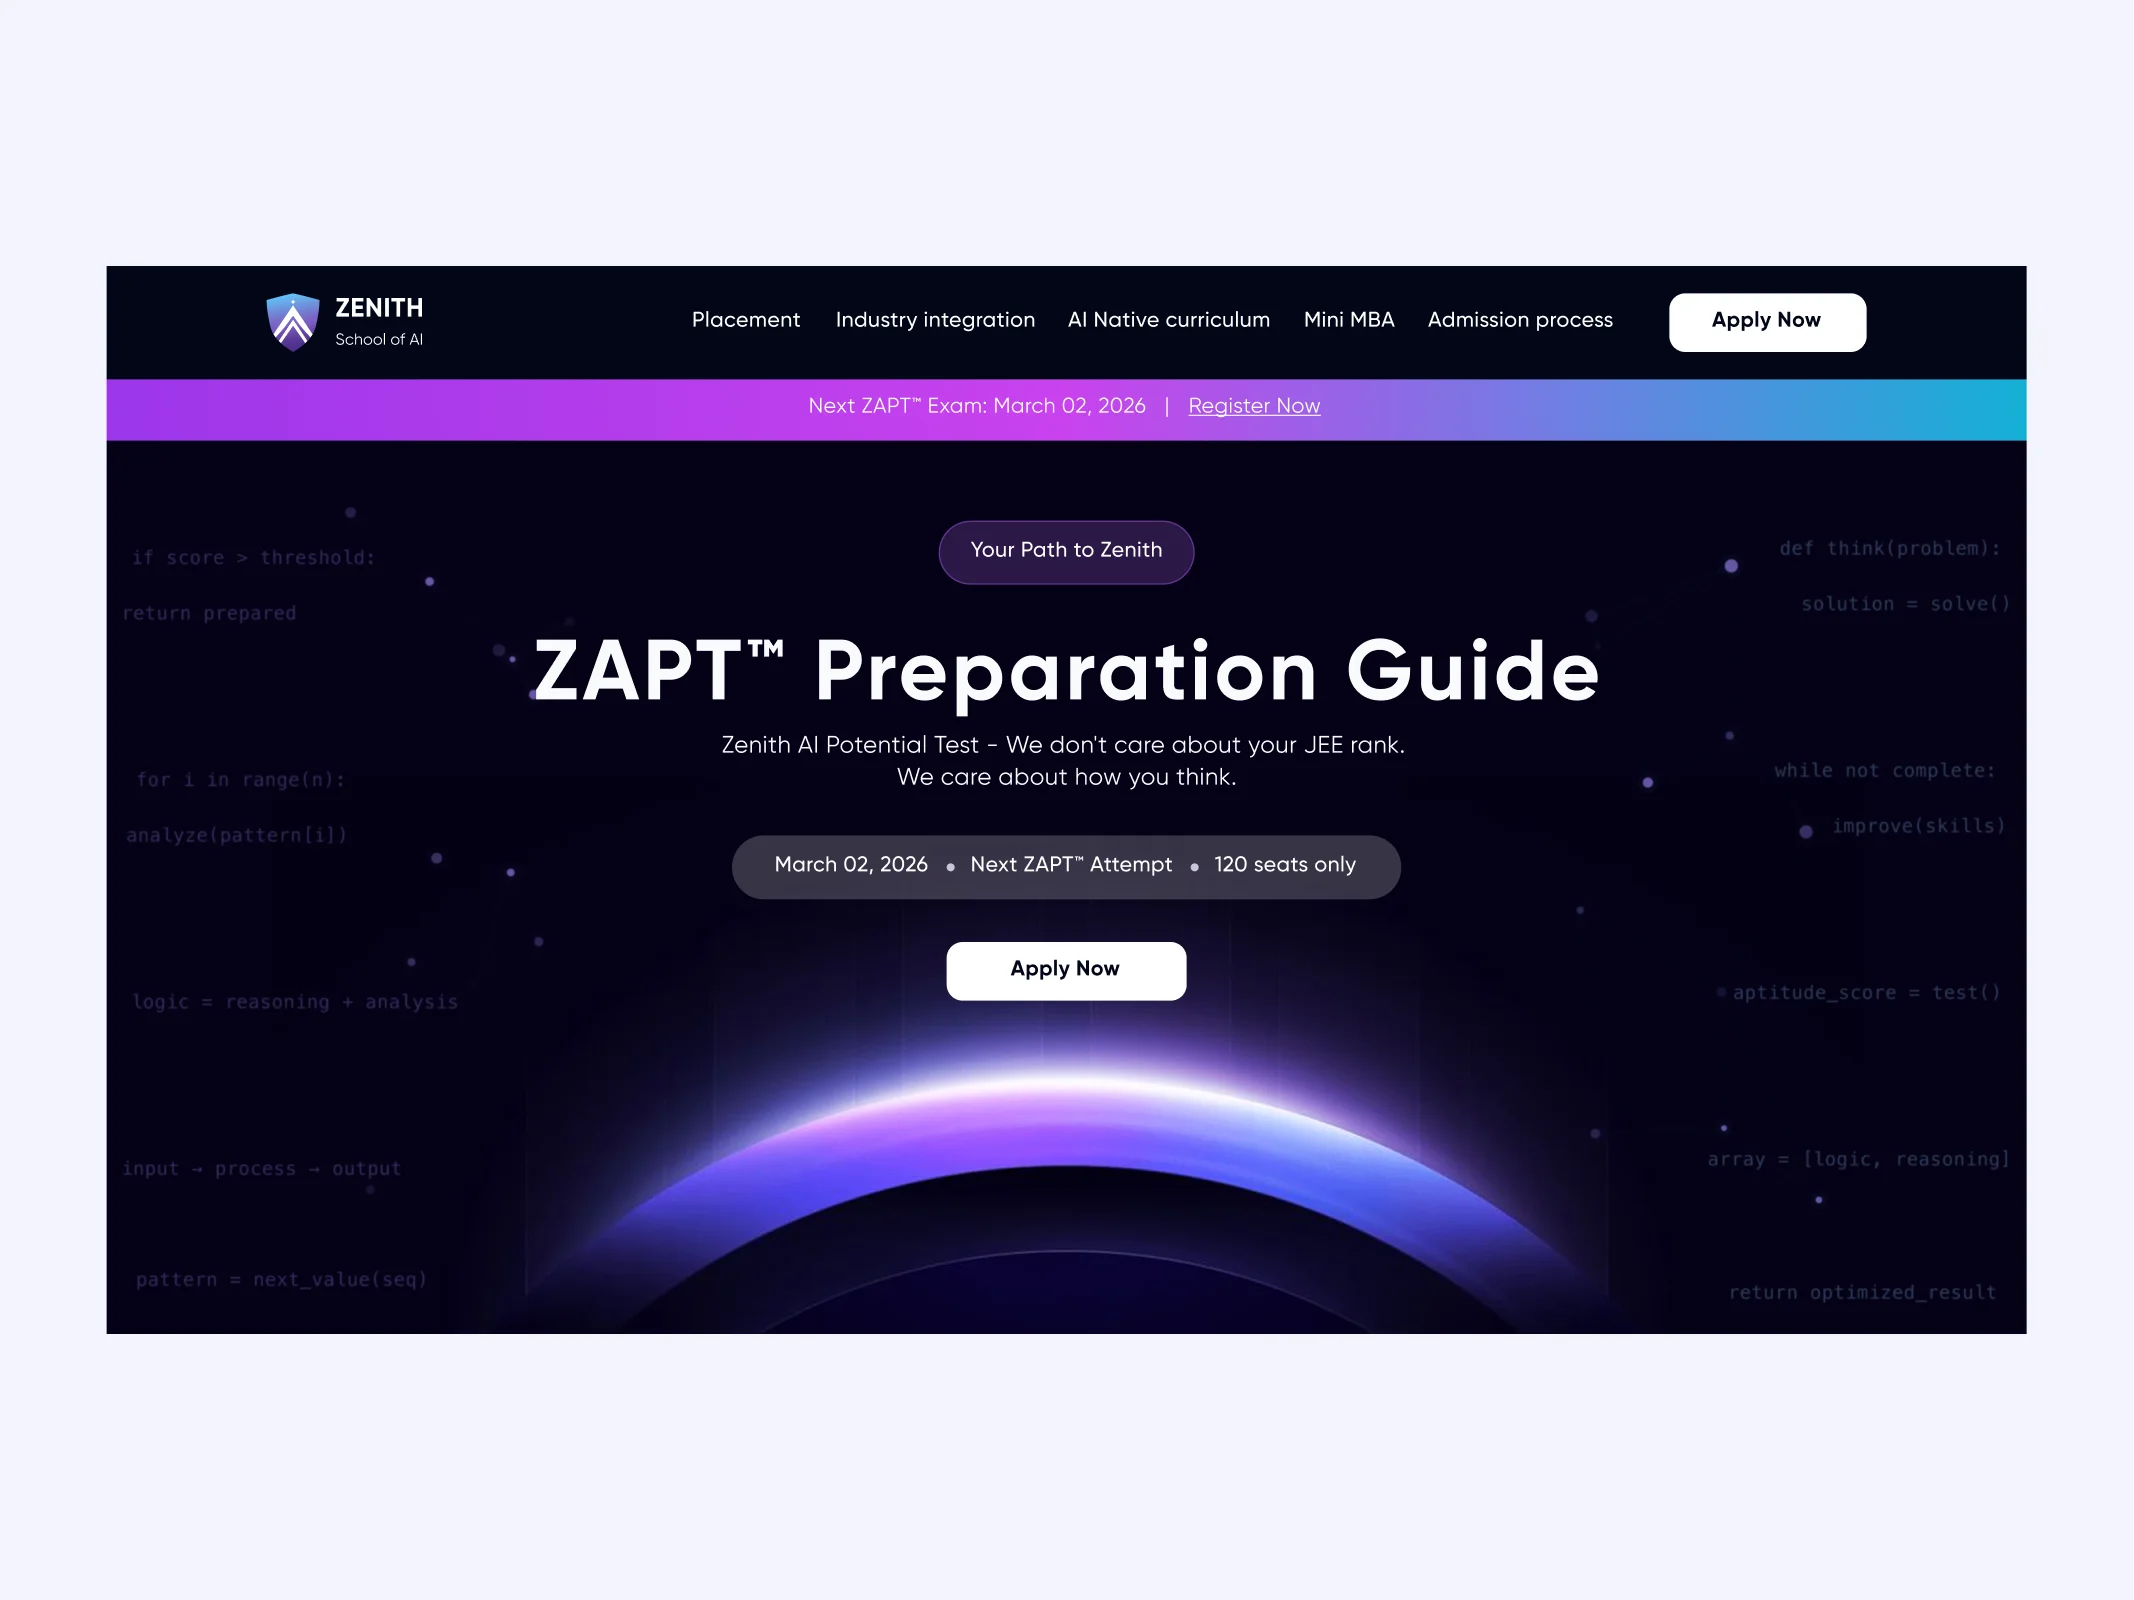 ZENITH
School of AI
Placement Industry integration AI Native curriculum Mini MBA Admission process Apply Now
Next ZAPT™ Exam: March 02, 2026 | Register Now
Your Path to Zenith
ZAPT™ Preparation Guide
Zenith AI Potential Test - We don't care about your JEE rank.
We care about how you think.
March 02, 2026 • Next ZAPT™ Attempt • 120 seats only
Apply Now
if score > threshold:
return prepared
for i in range(n):
analyze(pattern[i])
logic = reasoning + analysis
input → process → output
pattern = next_value(seq)
def think(problem):
solution = solve()
while not complete:
improve(skills)
aptitude_score = test()
array = [logic, reasoning]
return optimized_result